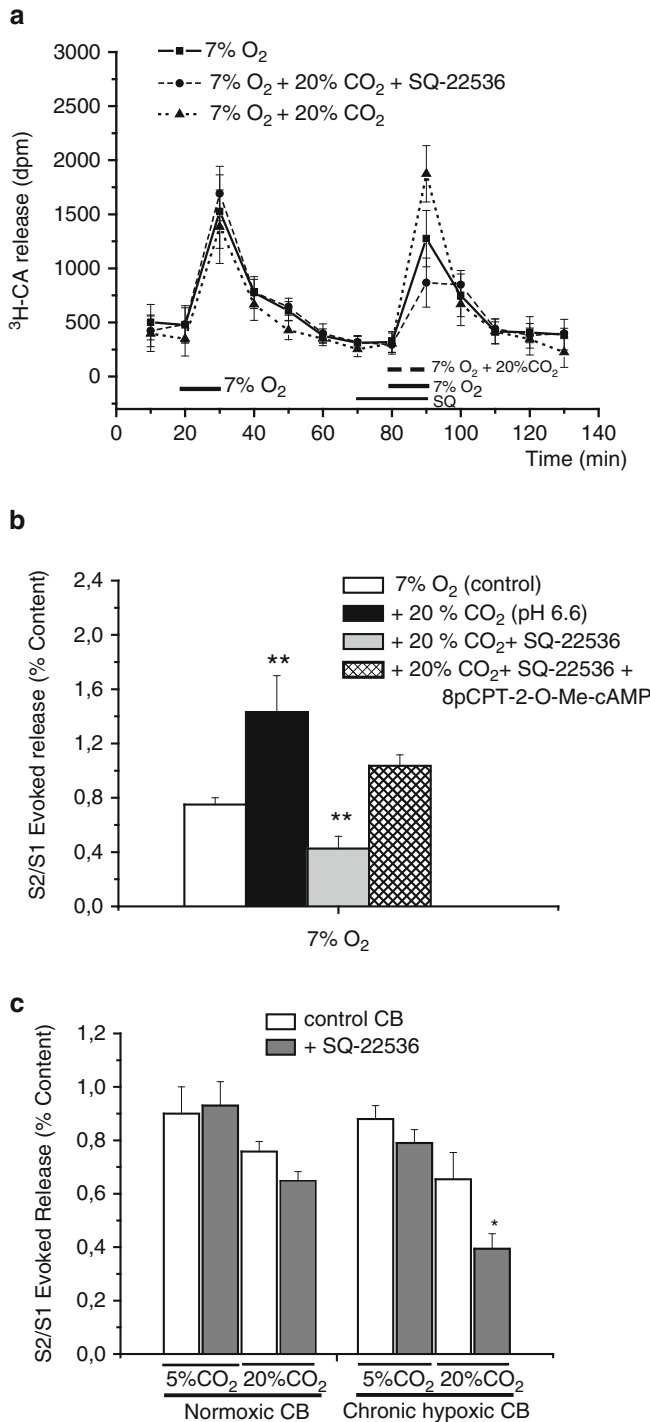 a
7% O2
7% O2 + 20% CO2 + SQ-22536
7% O2 + 20% CO2
3H-CA release (dpm)
3000
2500
2000
1500
1000
500
0
7% O2
7% O2 + 20%CO2
7% O2
SQ
0 20 40 60 80 100 120 140
Time (min)
b
S2/S1 Evoked release (% Content)
2,4
2,0
1,6
1,2
0,8
0,4
0,0
7% O2 (control)
+ 20 % CO2 (pH 6.6)
+ 20 % CO2+ SQ-22536
+ 20% CO2+ SQ-22536 +
8pCPT-2-O-Me-cAMP
**
**
7% O2
c
S2/S1 Evoked Release (% Content)
1,2
1,0
0,8
0,6
0,4
0,2
0,0
control CB
+ SQ-22536
*
5%CO2 20%CO2 5%CO2 20%CO2
Normoxic CB Chronic hypoxic CB